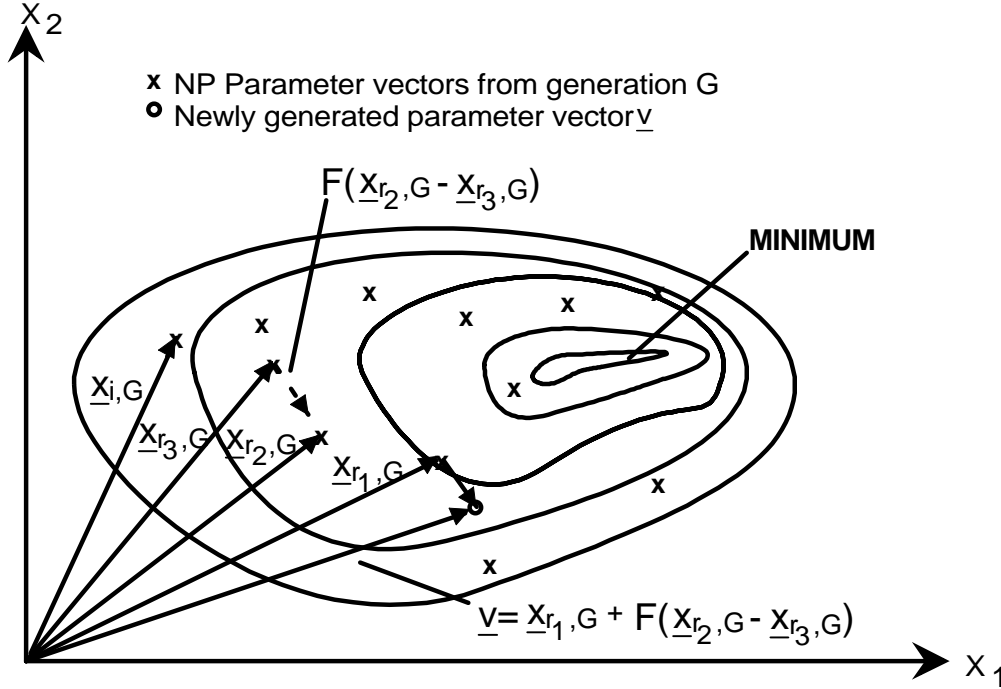 X2
x NP Parameter vectors from generation G
Newly generated parameter vector v
F(xr2,G - xr3,G)
MINIMUM
xi,G
xr3,G
xr2,G
xr1,G
v= xr1,G + F(xr2,G - xr3,G)
X1